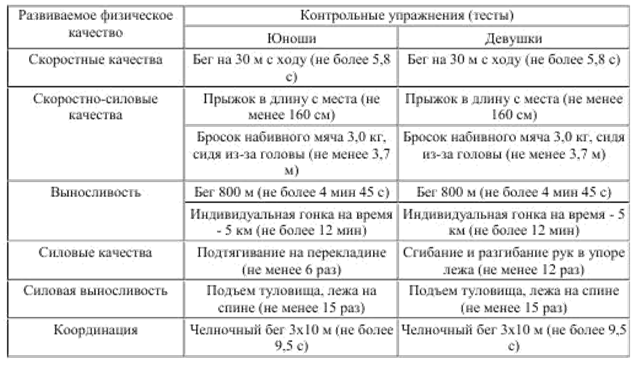 Развиваемое физическое качество
Контрольные упражнения (тесты)
Юноши
Девушки
Скоростные качества
Бег на 30 м с ходу (не более 5,8
с)
Бег на 30 м с ходу (не более 5,8 с)
Скоростно-силовые
качества
Прыжок в длину с места (не
менее 160 см)
Прыжок в длину с места (не
менее 160 см)
Бросок набивного мяча 3,0 кг,
сидя из-за головы (не менее 3,7
м)
Бросок набивного мяча 3,0 кг, сидя
из-за головы (не менее 3,7 м)
Выносливость
Бег 800 м (не более 4 мин 45 с)
Бег 800 м (не более 4 мин 45 с)
Индивидуальная гонка на время
- 5 км (не более 12 мин)
Индивидуальная гонка на время - 5
км (не более 12 мин)
Силовые качества
Подтягивание на перекладине
(не менее 6 раз)
Сгибание и разгибание рук в упоре
лежа (не менее 12 раз)
Силовая выносливость
Подъем туловища, лежа на
спине (не менее 15 раз)
Подъем туловища, лежа на спине
(не менее 15 раз)
Координация
Челночный бег 3х10 м (не более
9,5 с)
Челночный бег 3х10 м (не более 9,5
с)